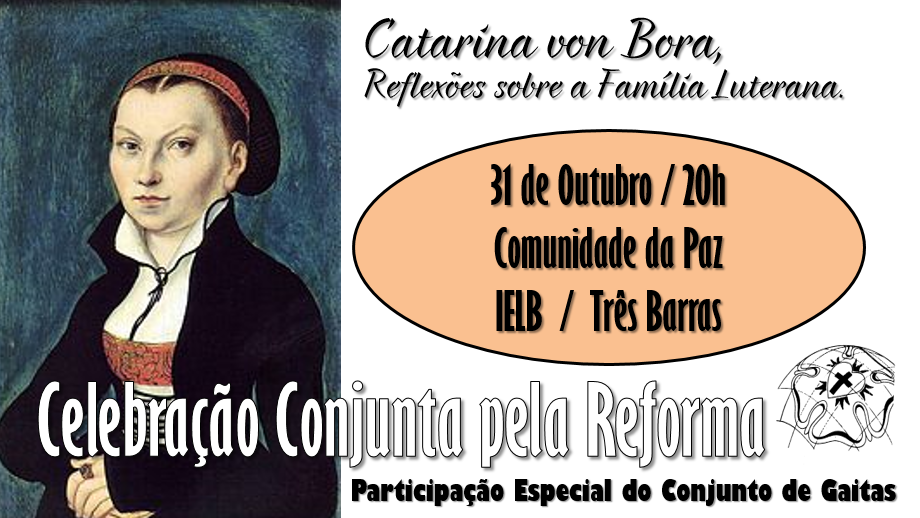 Catarina von Bora,
Reflexões sobre a Família Luterana.
31 de Outubro / 20h
Comunidade da Paz
IELB / Três Barras
Celebração Conjunta pela Reforma
Participação Especial do Conjunto de Gaitas